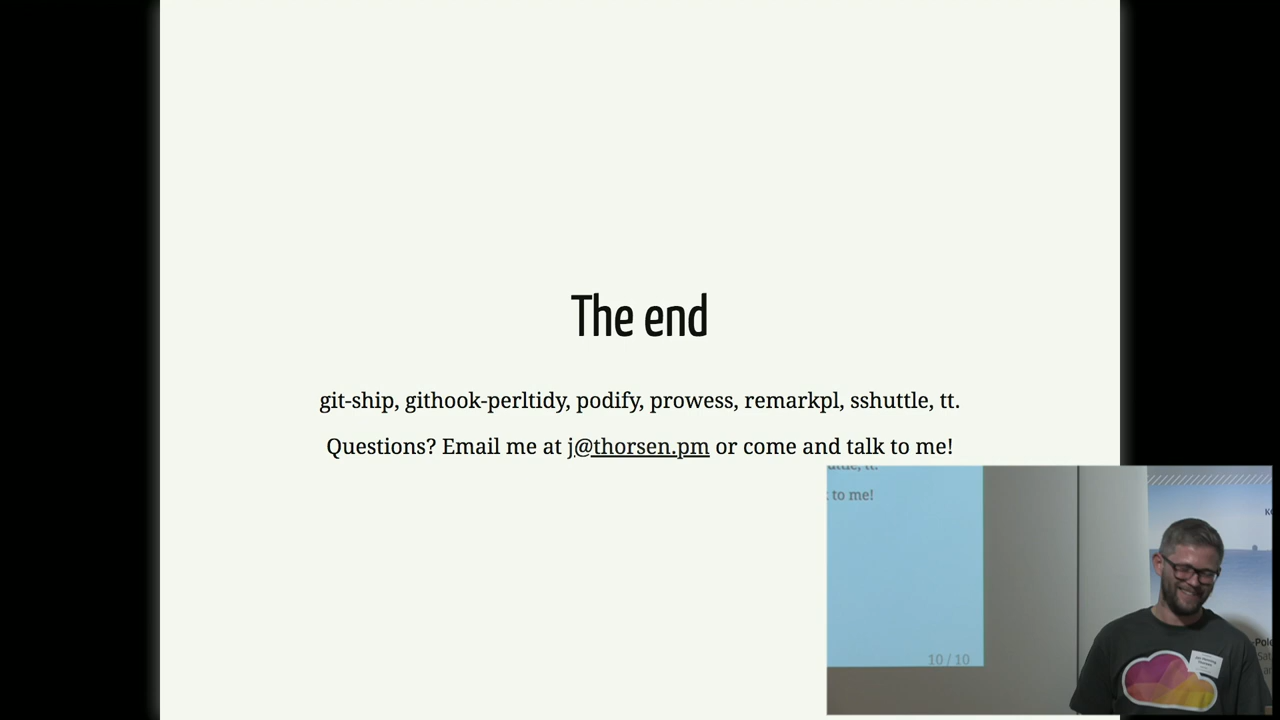 The end
git-ship, githook-perltidy, podify, prowess, remarkpl, sshuttle, tt.
Questions? Email me at j@thorsen.pm or come and talk to me!
to me!
10 / 10